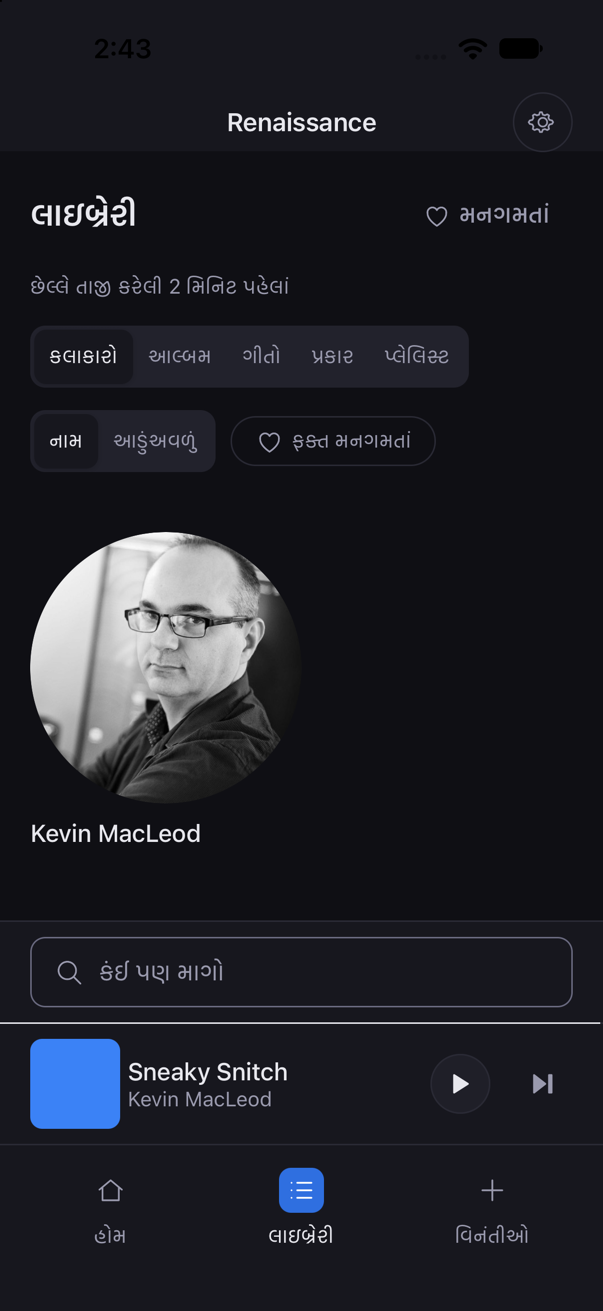 2:43
Renaissance
લાઇબ્રેરી
મનગમતાં
છેલ્લે તાજી કરેલી 2 મિનિટ પહેલાં
કલાકારો આલ્બમ ગીતો પ્રકાર પ્લેલિસ્ટ
નામ આડુંઅવળું ફક્ત મનગમતાં
Kevin MacLeod
કંઈ પણ માગો
Sneaky Snitch
Kevin MacLeod
હોમ લાઇબ્રેરી વિનંતીઓ